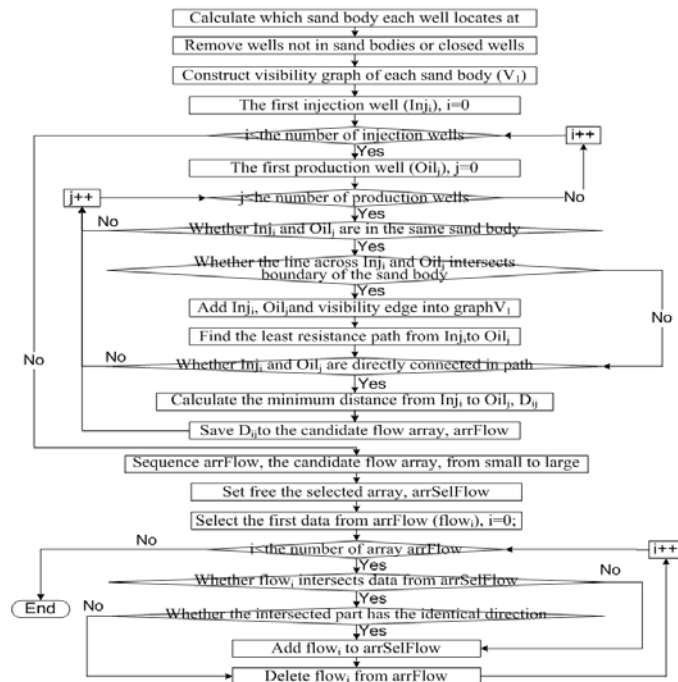 Calculate which sand body each well locates at
Remove wells not in sand bodies or closed wells
Construct visibility graph of each sand body (V₁)
The first injection well (Injᵢ), i=0
i<the number of injection wells
i++
Yes
The first production well (Oilⱼ), j=0
j++
j<he number of production wells
No
Yes
No
Whether Injᵢ and Oilⱼ are in the same sand body
Yes
Whether the line across Injᵢ and Oilⱼ intersects
boundary of the sand body
Yes
Add Injᵢ, Oilⱼand visibility edge into graphV₁
No
Find the least resistance path from Injᵢto Oilⱼ
No
No
Whether Injᵢ and Oilⱼ are directly connected in path
Yes
Calculate the minimum distance from Injᵢ to Oilⱼ, Dᵢⱼ
Save Dᵢⱼto the candidate flow array, arrFlow
Sequence arrFlow, the candidate flow array, from small to large
Set free the selected array, arrSelFlow
Select the first data from arrFlow (flowᵢ), i=0;
No
i<the number of array arrFlow
i++
Yes
Whether flowᵢ intersects data from arrSelFlow
No
End
Yes
No
Whether the intersected part has the identical direction
Yes
Add flowᵢ to arrSelFlow
Delete flowᵢ from arrFlow